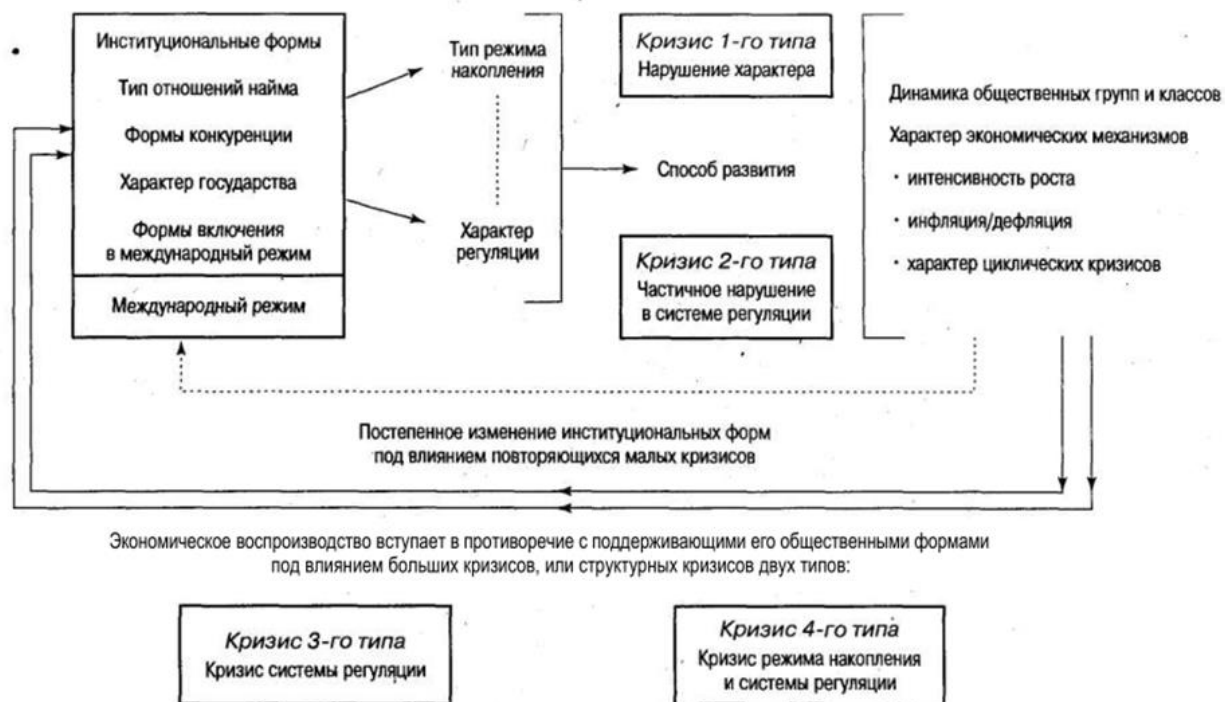 Институциональные формы
Тип отношений найма
Формы конкуренции
Характер государства
Формы включения
в международный режим
Международный режим
Тип режима
накопления
Характер
регуляции
Кризис 1-го типа
Нарушение характера
Способ развития
Кризис 2-го типа
Частичное нарушение
в системе регуляции
Динамика общественных групп и классов
Характер экономических механизмов
· интенсивность роста
· инфляция/дефляция
· характер циклических кризисов
Постепенное изменение институциональных форм
под влиянием повторяющихся малых кризисов
Экономическое воспроизводство вступает в противоречие с поддерживающими его общественными формами
под влиянием больших кризисов, или структурных кризисов двух типов:
Кризис 3-го типа
Кризис системы регуляции
Кризис 4-го типа
Кризис режима накопления
и системы регуляции